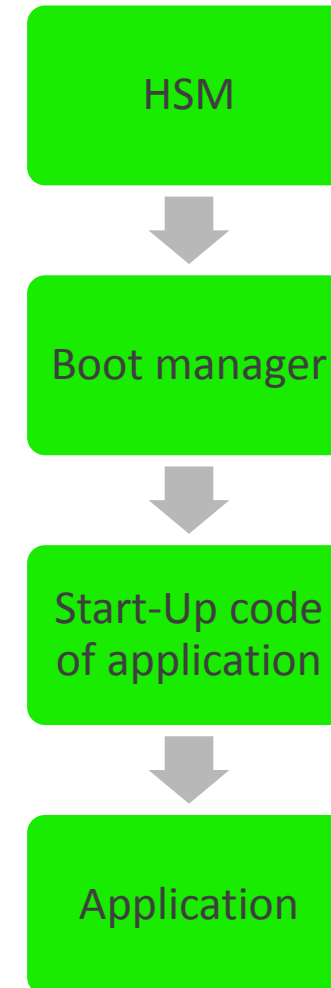 HSM
Boot manager
Start-Up code
of application
Application